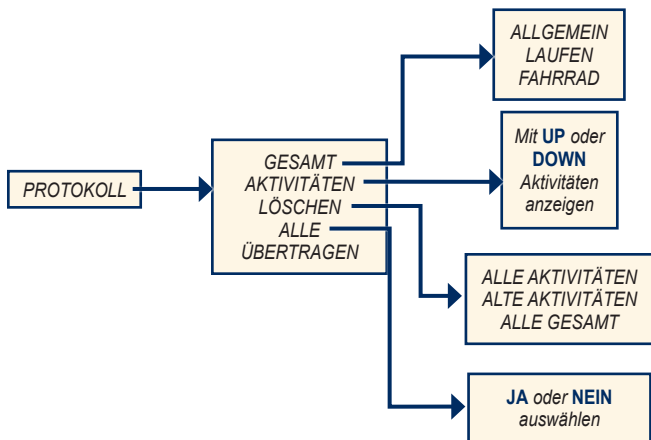 PROTOKOLL
GESAMT
AKTIVITÄTEN
LÖSCHEN
ALLE
ÜBERTRAGEN
ALLGEMEIN
LAUFEN
FAHRRAD
Mit UP oder
DOWN
Aktivitäten
anzeigen
ALLE AKTIVITÄTEN
ALTE AKTIVITÄTEN
ALLE GESAMT
JA oder NEIN
auswählen